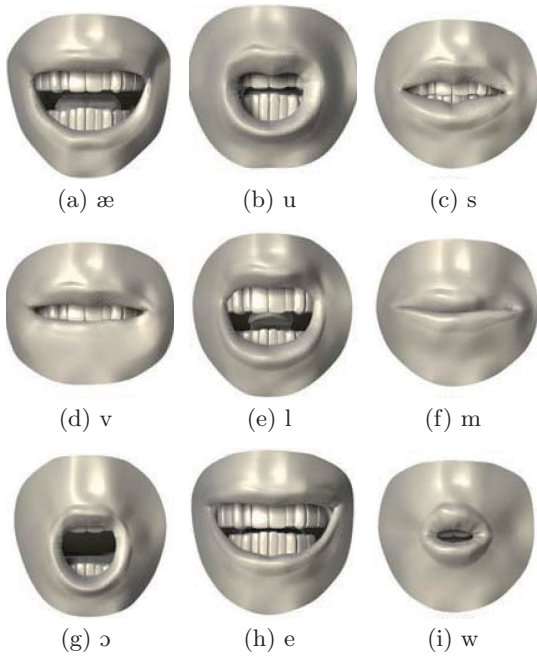 (a) æ
(b) u
(c) s
(d) v
(e) l
(f) m
(g) ɔ
(h) e
(i) w